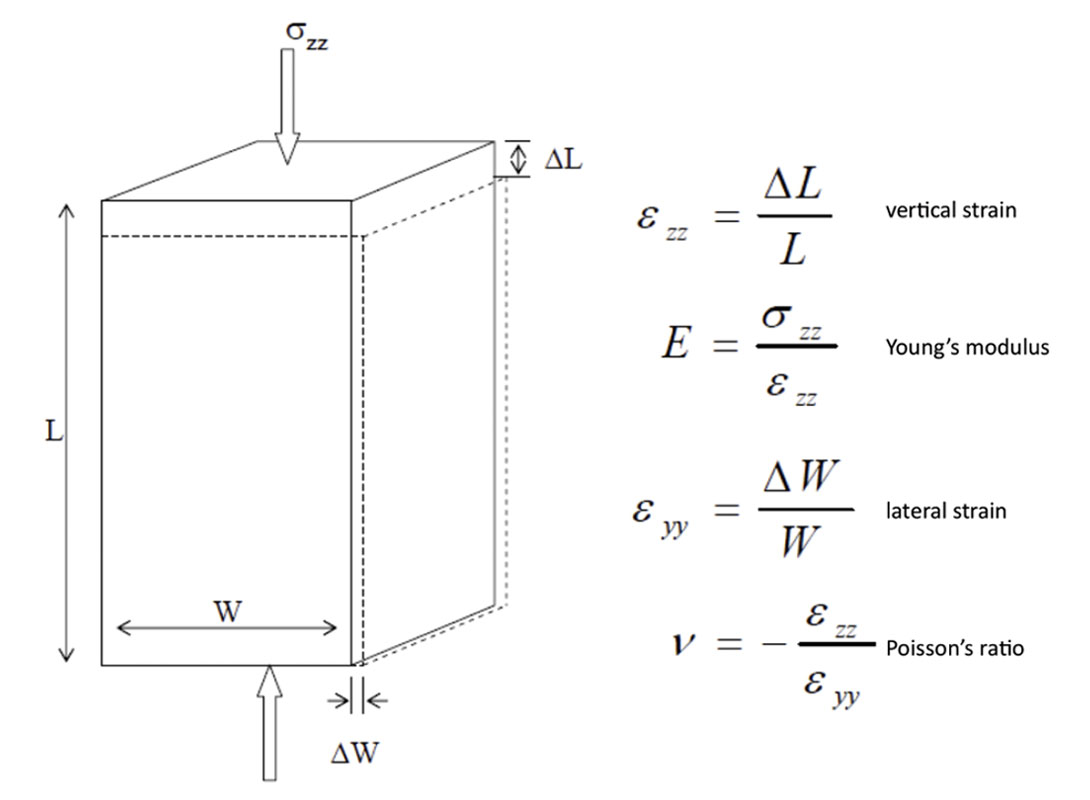 σzz
ΔL
L
W
ΔW
εzz = ΔL / L vertical strain
E = σzz / εzz Young's modulus
εyy = ΔW / W lateral strain
ν = − εzz / εyy Poisson's ratio